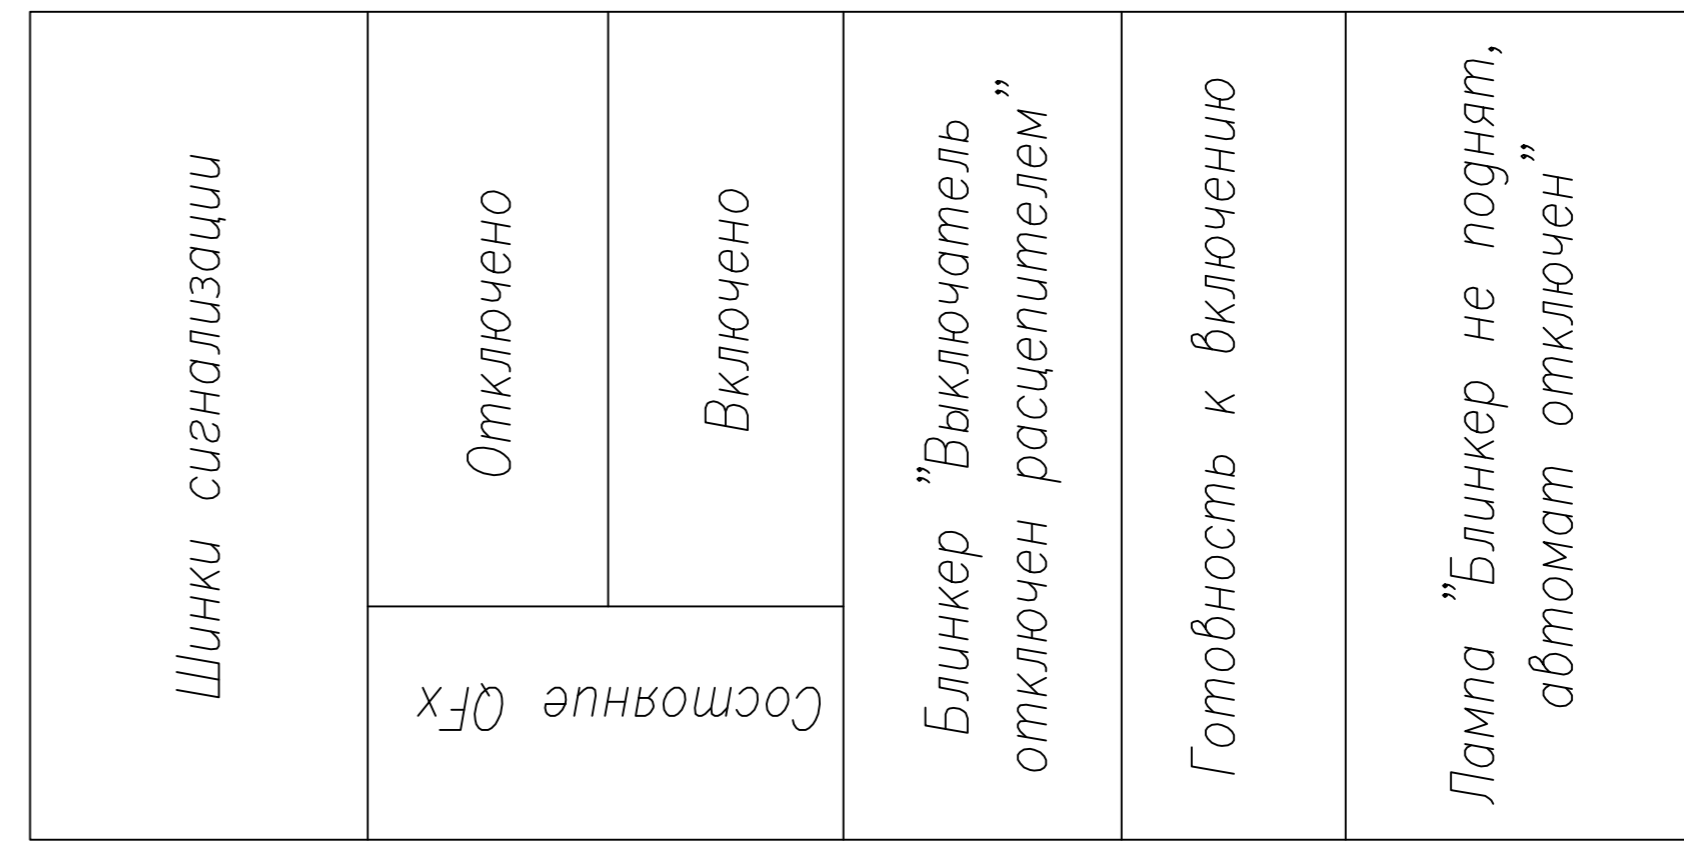 Шинки сигнализации
Отключено
Включено
Состояние QFx
Блинкер "Выключатель
отключен расцепителем"
Готовность к включению
Лампа "Блинкер не поднят,
автомат отключен"